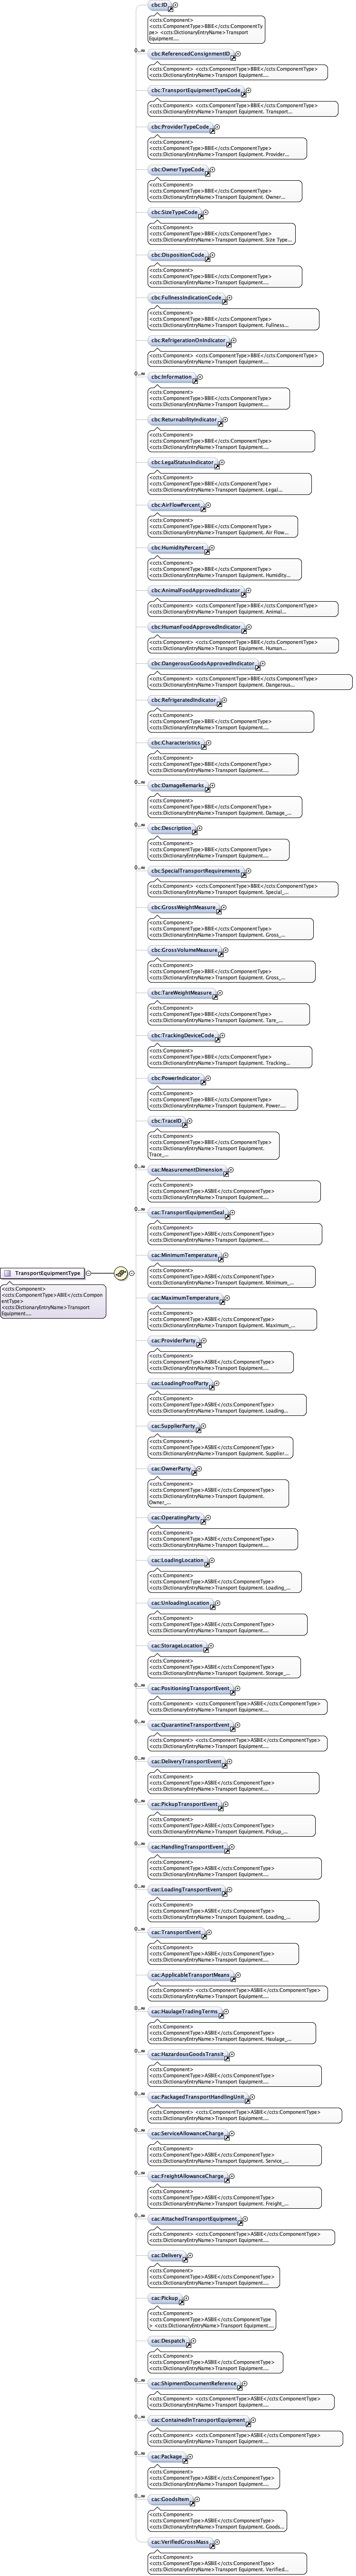 TransportEquipmentType
<ccts:Component>
<ccts:ComponentType>ABIE</ccts:Compon
entType>
<ccts:DictionaryEntryName>Transport
Equipment....
cbc:ID
<ccts:Component>
<ccts:ComponentType>BBIE</ccts:ComponentTy
pe> <ccts:DictionaryEntryName>Transport
Equipment....
0..∞
cbc:ReferencedConsignmentID
<ccts:Component> <ccts:ComponentType>BBIE</ccts:ComponentType>
<ccts:DictionaryEntryName>Transport Equipment....
cbc:TransportEquipmentTypeCode
<ccts:Component> <ccts:ComponentType>BBIE</ccts:ComponentType>
<ccts:DictionaryEntryName>Transport Equipment. Transport...
cbc:ProviderTypeCode
<ccts:Component>
<ccts:ComponentType>BBIE</ccts:ComponentType>
<ccts:DictionaryEntryName>Transport Equipment. Provider...
cbc:OwnerTypeCode
<ccts:Component>
<ccts:ComponentType>BBIE</ccts:ComponentType>
<ccts:DictionaryEntryName>Transport Equipment. Owner...
cbc:SizeTypeCode
<ccts:Component>
<ccts:ComponentType>BBIE</ccts:ComponentType>
<ccts:DictionaryEntryName>Transport Equipment. Size Type...
cbc:DispositionCode
<ccts:Component>
<ccts:ComponentType>BBIE</ccts:ComponentType>
<ccts:DictionaryEntryName>Transport Equipment....
cbc:FullnessIndicationCode
<ccts:Component>
<ccts:ComponentType>BBIE</ccts:ComponentType>
<ccts:DictionaryEntryName>Transport Equipment. Fullness...
cbc:RefrigerationOnIndicator
<ccts:Component> <ccts:ComponentType>BBIE</ccts:ComponentType>
<ccts:DictionaryEntryName>Transport Equipment....
0..∞
cbc:Information
<ccts:Component>
<ccts:ComponentType>BBIE</ccts:ComponentType>
<ccts:DictionaryEntryName>Transport Equipment....
cbc:ReturnabilityIndicator
<ccts:Component>
<ccts:ComponentType>BBIE</ccts:ComponentType>
<ccts:DictionaryEntryName>Transport Equipment....
cbc:LegalStatusIndicator
<ccts:Component>
<ccts:ComponentType>BBIE</ccts:ComponentType>
<ccts:DictionaryEntryName>Transport Equipment. Legal...
cbc:AirFlowPercent
<ccts:Component>
<ccts:ComponentType>BBIE</ccts:ComponentType>
<ccts:DictionaryEntryName>Transport Equipment. Air Flow...
cbc:HumidityPercent
<ccts:Component>
<ccts:ComponentType>BBIE</ccts:ComponentType>
<ccts:DictionaryEntryName>Transport Equipment. Humidity...
cbc:AnimalFoodApprovedIndicator
<ccts:Component> <ccts:ComponentType>BBIE</ccts:ComponentType>
<ccts:DictionaryEntryName>Transport Equipment. Animal...
cbc:HumanFoodApprovedIndicator
<ccts:Component> <ccts:ComponentType>BBIE</ccts:ComponentType>
<ccts:DictionaryEntryName>Transport Equipment. Human...
cbc:DangerousGoodsApprovedIndicator
<ccts:Component> <ccts:ComponentType>BBIE</ccts:ComponentType>
<ccts:DictionaryEntryName>Transport Equipment. Dangerous...
cbc:RefrigeratedIndicator
<ccts:Component>
<ccts:ComponentType>BBIE</ccts:ComponentType>
<ccts:DictionaryEntryName>Transport Equipment....
cbc:Characteristics
<ccts:Component>
<ccts:ComponentType>BBIE</ccts:ComponentType>
<ccts:DictionaryEntryName>Transport Equipment....
0..∞
cbc:DamageRemarks
<ccts:Component>
<ccts:ComponentType>BBIE</ccts:ComponentType>
<ccts:DictionaryEntryName>Transport Equipment. Damage_...
0..∞
cbc:Description
<ccts:Component>
<ccts:ComponentType>BBIE</ccts:ComponentType>
<ccts:DictionaryEntryName>Transport Equipment....
0..∞
cbc:SpecialTransportRequirements
<ccts:Component> <ccts:ComponentType>BBIE</ccts:ComponentType>
<ccts:DictionaryEntryName>Transport Equipment. Special_...
cbc:GrossWeightMeasure
<ccts:Component>
<ccts:ComponentType>BBIE</ccts:ComponentType>
<ccts:DictionaryEntryName>Transport Equipment. Gross_...
cbc:GrossVolumeMeasure
<ccts:Component>
<ccts:ComponentType>BBIE</ccts:ComponentType>
<ccts:DictionaryEntryName>Transport Equipment. Gross_...
cbc:TareWeightMeasure
<ccts:Component>
<ccts:ComponentType>BBIE</ccts:ComponentType>
<ccts:DictionaryEntryName>Transport Equipment. Tare_...
cbc:TrackingDeviceCode
<ccts:Component>
<ccts:ComponentType>BBIE</ccts:ComponentType>
<ccts:DictionaryEntryName>Transport Equipment. Tracking...
cbc:PowerIndicator
<ccts:Component>
<ccts:ComponentType>BBIE</ccts:ComponentType>
<ccts:DictionaryEntryName>Transport Equipment. Power....
cbc:TraceID
<ccts:Component>
<ccts:ComponentType>BBIE</ccts:ComponentType>
<ccts:DictionaryEntryName>Transport Equipment.
Trace_...
0..∞
cac:MeasurementDimension
<ccts:Component>
<ccts:ComponentType>ASBIE</ccts:ComponentType>
<ccts:DictionaryEntryName>Transport Equipment....
0..∞
cac:TransportEquipmentSeal
<ccts:Component>
<ccts:ComponentType>ASBIE</ccts:ComponentType>
<ccts:DictionaryEntryName>Transport Equipment....
cac:MinimumTemperature
<ccts:Component>
<ccts:ComponentType>ASBIE</ccts:ComponentType>
<ccts:DictionaryEntryName>Transport Equipment. Minimum_...
cac:MaximumTemperature
<ccts:Component>
<ccts:ComponentType>ASBIE</ccts:ComponentType>
<ccts:DictionaryEntryName>Transport Equipment. Maximum_...
cac:ProviderParty
<ccts:Component>
<ccts:ComponentType>ASBIE</ccts:ComponentType>
<ccts:DictionaryEntryName>Transport Equipment....
cac:LoadingProofParty
<ccts:Component>
<ccts:ComponentType>ASBIE</ccts:ComponentType>
<ccts:DictionaryEntryName>Transport Equipment. Loading...
cac:SupplierParty
<ccts:Component>
<ccts:ComponentType>ASBIE</ccts:ComponentType>
<ccts:DictionaryEntryName>Transport Equipment. Supplier...
cac:OwnerParty
<ccts:Component>
<ccts:ComponentType>ASBIE</ccts:ComponentType>
<ccts:DictionaryEntryName>Transport Equipment.
Owner_...
cac:OperatingParty
<ccts:Component>
<ccts:ComponentType>ASBIE</ccts:ComponentType>
<ccts:DictionaryEntryName>Transport Equipment....
cac:LoadingLocation
<ccts:Component>
<ccts:ComponentType>ASBIE</ccts:ComponentType>
<ccts:DictionaryEntryName>Transport Equipment. Loading_...
cac:UnloadingLocation
<ccts:Component>
<ccts:ComponentType>ASBIE</ccts:ComponentType>
<ccts:DictionaryEntryName>Transport Equipment....
cac:StorageLocation
<ccts:Component>
<ccts:ComponentType>ASBIE</ccts:ComponentType>
<ccts:DictionaryEntryName>Transport Equipment. Storage_...
0..∞
cac:PositioningTransportEvent
<ccts:Component> <ccts:ComponentType>ASBIE</ccts:ComponentType>
<ccts:DictionaryEntryName>Transport Equipment....
0..∞
cac:QuarantineTransportEvent
<ccts:Component> <ccts:ComponentType>ASBIE</ccts:ComponentType>
<ccts:DictionaryEntryName>Transport Equipment....
0..∞
cac:DeliveryTransportEvent
<ccts:Component>
<ccts:ComponentType>ASBIE</ccts:ComponentType>
<ccts:DictionaryEntryName>Transport Equipment....
0..∞
cac:PickupTransportEvent
<ccts:Component>
<ccts:ComponentType>ASBIE</ccts:ComponentType>
<ccts:DictionaryEntryName>Transport Equipment. Pickup_...
0..∞
cac:HandlingTransportEvent
<ccts:Component>
<ccts:ComponentType>ASBIE</ccts:ComponentType>
<ccts:DictionaryEntryName>Transport Equipment....
0..∞
cac:LoadingTransportEvent
<ccts:Component>
<ccts:ComponentType>ASBIE</ccts:ComponentType>
<ccts:DictionaryEntryName>Transport Equipment. Loading_...
0..∞
cac:TransportEvent
<ccts:Component>
<ccts:ComponentType>ASBIE</ccts:ComponentType>
<ccts:DictionaryEntryName>Transport Equipment....
0..∞
cac:ApplicableTransportMeans
<ccts:Component> <ccts:ComponentType>ASBIE</ccts:ComponentType>
<ccts:DictionaryEntryName>Transport Equipment....
0..∞
cac:HaulageTradingTerms
<ccts:Component>
<ccts:ComponentType>ASBIE</ccts:ComponentType>
<ccts:DictionaryEntryName>Transport Equipment. Haulage_...
0..∞
cac:HazardousGoodsTransit
<ccts:Component>
<ccts:ComponentType>ASBIE</ccts:ComponentType>
<ccts:DictionaryEntryName>Transport Equipment....
0..∞
cac:PackagedTransportHandlingUnit
<ccts:Component> <ccts:ComponentType>ASBIE</ccts:ComponentType>
<ccts:DictionaryEntryName>Transport Equipment....
0..∞
cac:ServiceAllowanceCharge
<ccts:Component>
<ccts:ComponentType>ASBIE</ccts:ComponentType>
<ccts:DictionaryEntryName>Transport Equipment. Service_...
0..∞
cac:FreightAllowanceCharge
<ccts:Component>
<ccts:ComponentType>ASBIE</ccts:ComponentType>
<ccts:DictionaryEntryName>Transport Equipment. Freight_...
0..∞
cac:AttachedTransportEquipment
<ccts:Component> <ccts:ComponentType>ASBIE</ccts:ComponentType>
<ccts:DictionaryEntryName>Transport Equipment....
cac:Delivery
<ccts:Component>
<ccts:ComponentType>ASBIE</ccts:ComponentType>
<ccts:DictionaryEntryName>Transport Equipment....
cac:Pickup
<ccts:Component>
<ccts:ComponentType>ASBIE</ccts:ComponentType
> <ccts:DictionaryEntryName>Transport Equipment....
cac:Despatch
<ccts:Component>
<ccts:ComponentType>ASBIE</ccts:ComponentType>
<ccts:DictionaryEntryName>Transport Equipment....
0..∞
cac:ShipmentDocumentReference
<ccts:Component> <ccts:ComponentType>ASBIE</ccts:ComponentType>
<ccts:DictionaryEntryName>Transport Equipment....
0..∞
cac:ContainedInTransportEquipment
<ccts:Component> <ccts:ComponentType>ASBIE</ccts:ComponentType>
<ccts:DictionaryEntryName>Transport Equipment....
0..∞
cac:Package
<ccts:Component>
<ccts:ComponentType>ASBIE</ccts:ComponentType>
<ccts:DictionaryEntryName>Transport Equipment....
0..∞
cac:GoodsItem
<ccts:Component>
<ccts:ComponentType>ASBIE</ccts:ComponentType>
<ccts:DictionaryEntryName>Transport Equipment. Goods...
cac:VerifiedGrossMass
<ccts:Component>
<ccts:ComponentType>ASBIE</ccts:ComponentType>
<ccts:DictionaryEntryName>Transport Equipment. Verified...